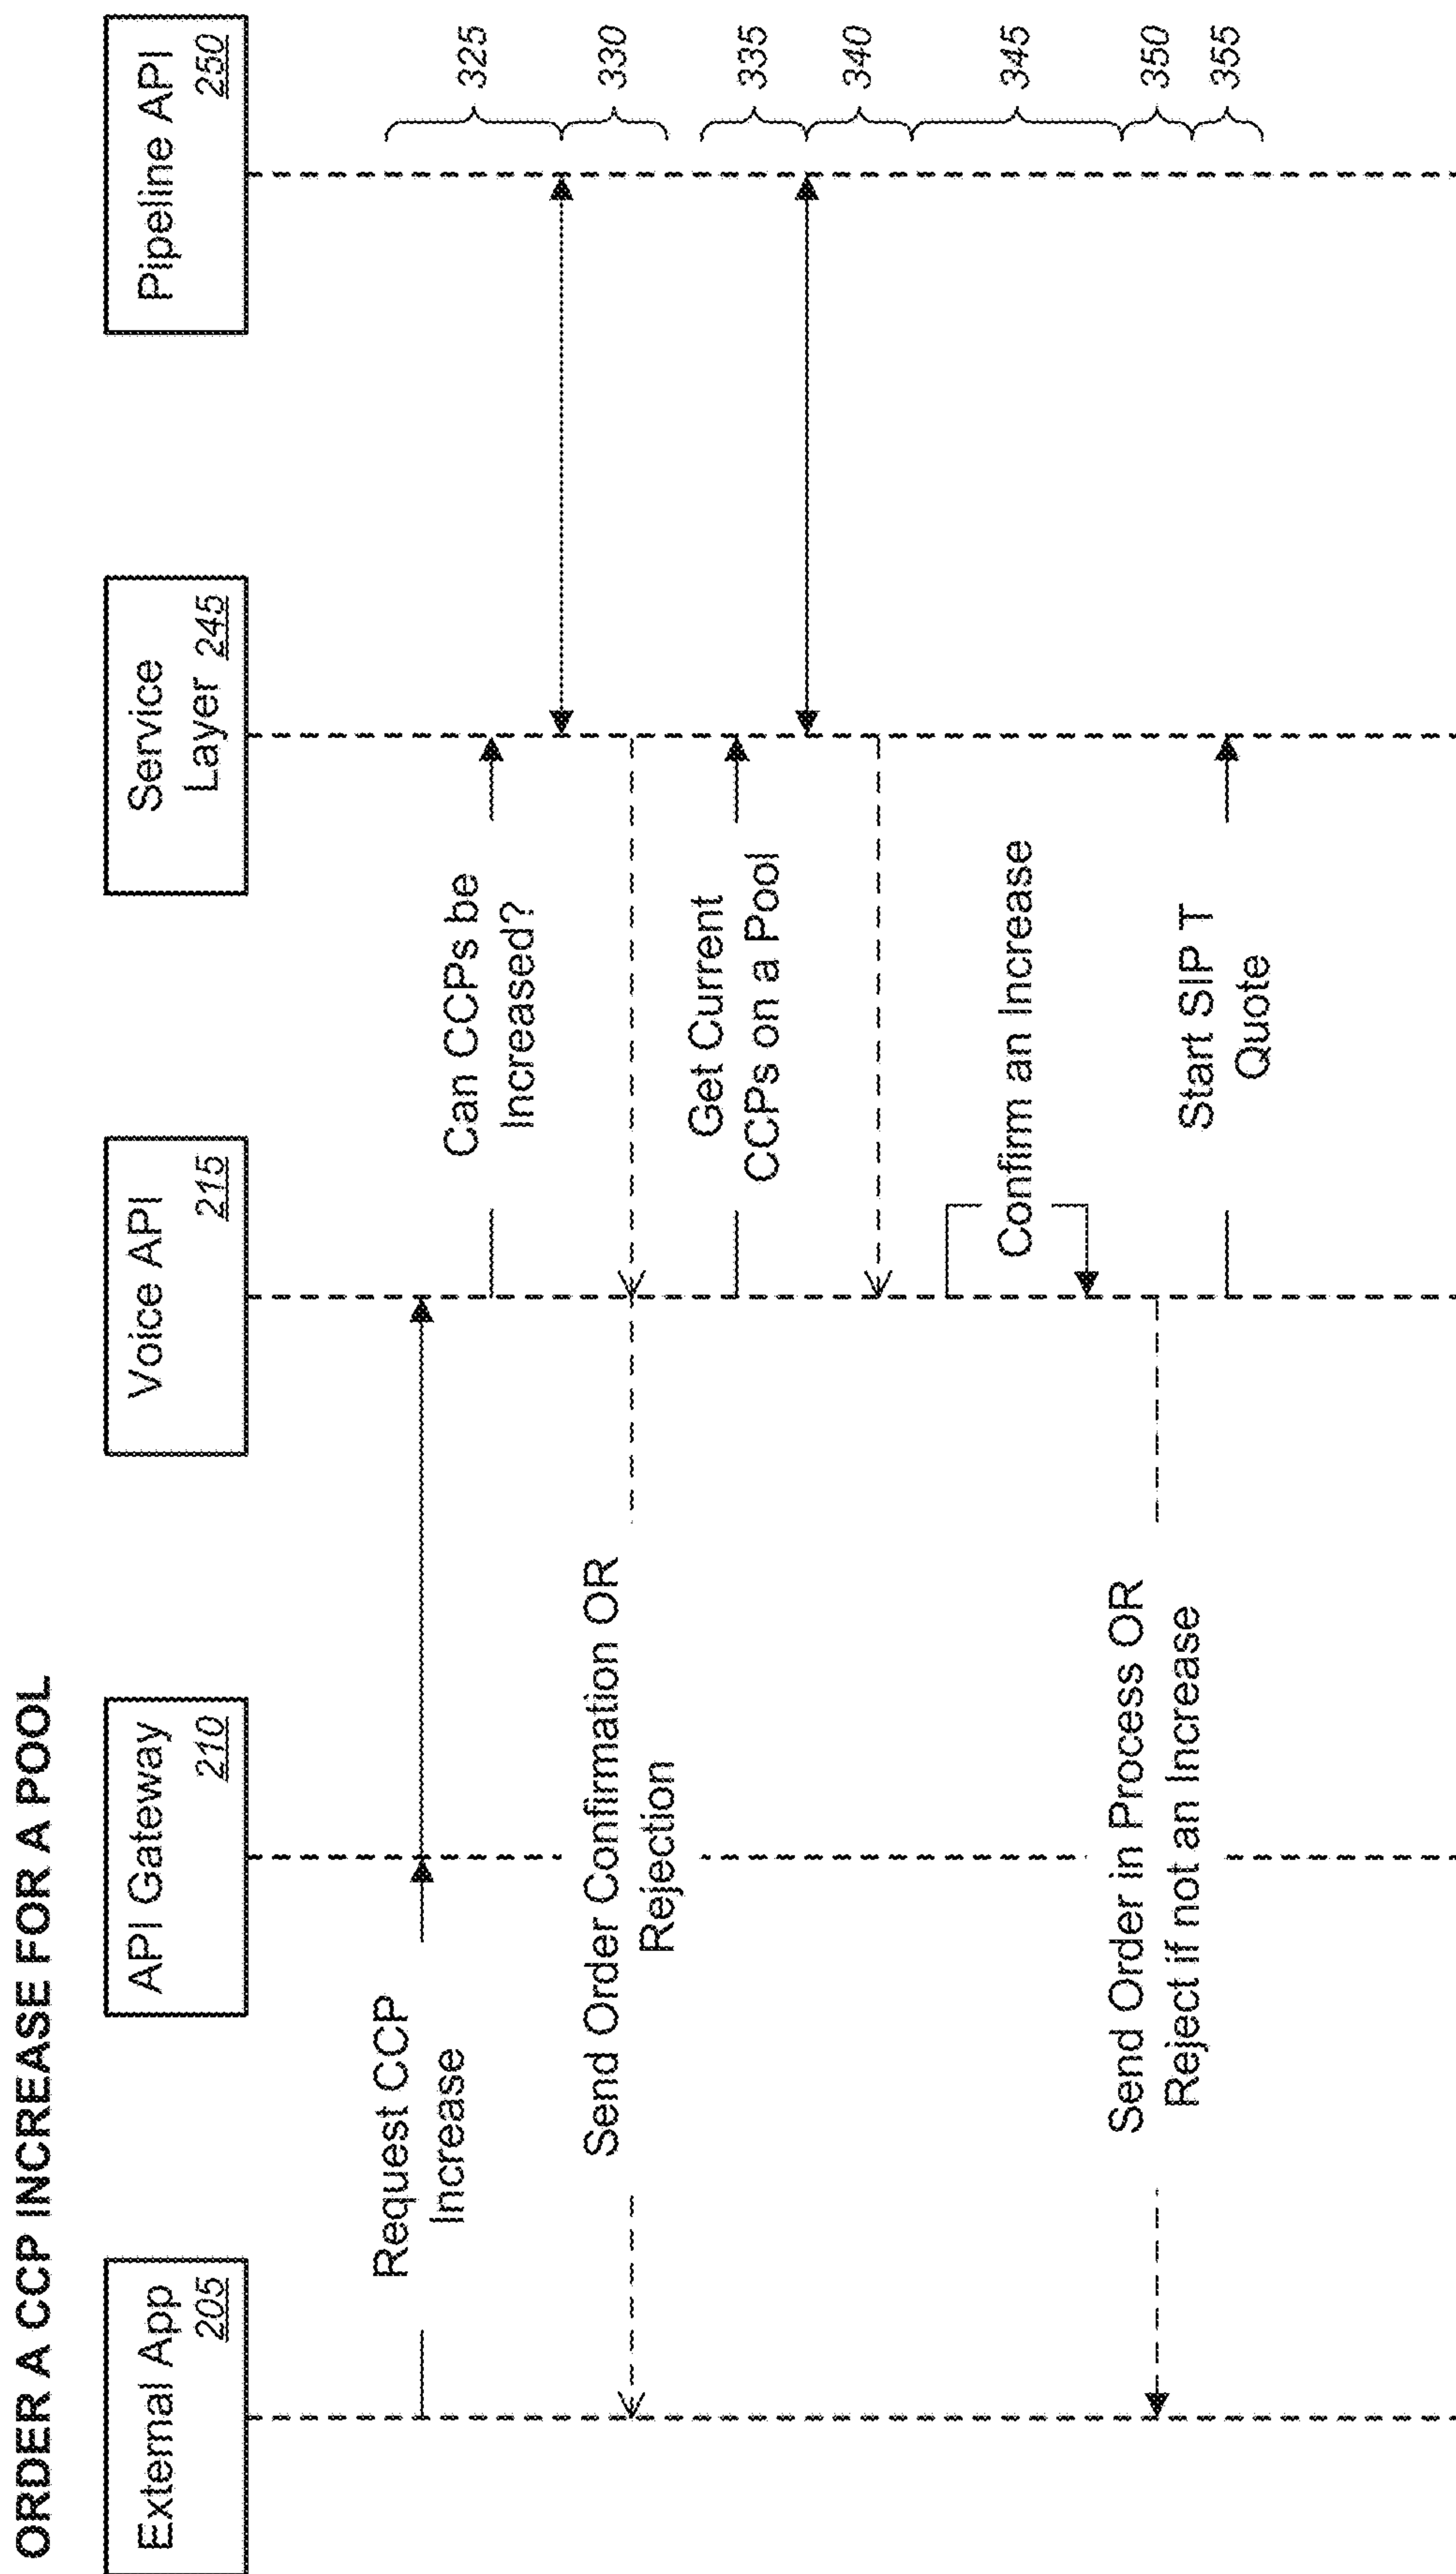 ORDER A CCP INCREASE FOR A POOL
External App
205
API Gateway
210
Voice API
215
Service
Layer 245
Pipeline API
250
Request CCP
Increase
Can CCPs be
Increased?
325
Send Order Confirmation OR
Rejection
330
Get Current
CCPs on a Pool
335
340
Confirm an Increase
345
Send Order in Process OR
Reject if not an Increase
350
Start SIP T
Quote
355